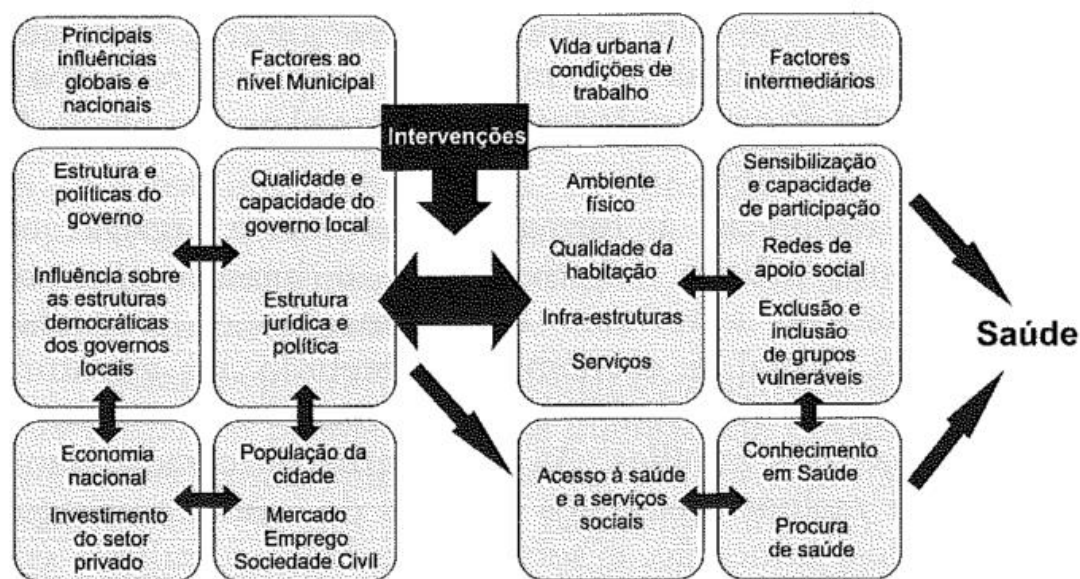 Principais
influências
globais e
nacionais
Factores ao
nível Municipal
Intervenções
Vida urbana /
condições de
trabalho
Factores
intermediários
Estrutura e
políticas do
governo
Influência sobre
as estruturas
democráticas
dos governos
locais
Qualidade e
capacidade do
governo local
Estrutura
jurídica e
política
Ambiente
físico
Qualidade da
habitação
Infra-estruturas
Serviços
Sensibilização
e capacidade
de participação
Redes de
apoio social
Exclusão e
inclusão
de grupos
vulneráveis
Saúde
Economia
nacional
Investimento
do setor
privado
População da
cidade
Mercado
Emprego
Sociedade Civíl
Acesso à saúde
e a serviços
sociais
Conhecimento
em Saúde
Procura
de saúde